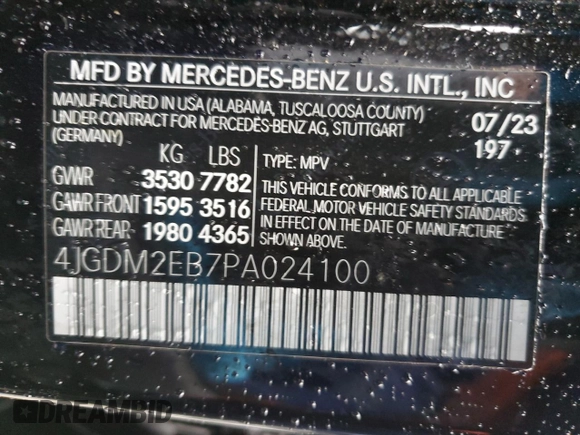 MFD BY MERCEDES-BENZ U.S. INTL., INC
MANUFACTURED IN USA (ALABAMA, TUSCALOOSA COUNTY)
UNDER CONTRACT FOR MERCEDES-BENZ AG, STUTTGART
(GERMANY)
07/23
197
KG LBS
GVWR 3530 7782
GAWR FRONT 1595 3516
GAWR REAR 1980 4365
TYPE: MPV
THIS VEHICLE CONFORMS TO ALL APPLICABLE
FEDERAL MOTOR VEHICLE SAFETY STANDARDS
IN EFFECT ON THE DATE OF MANUFACTURE
SHOWN ABOVE.
4JGDM2EB7PA024100
DREAMBID